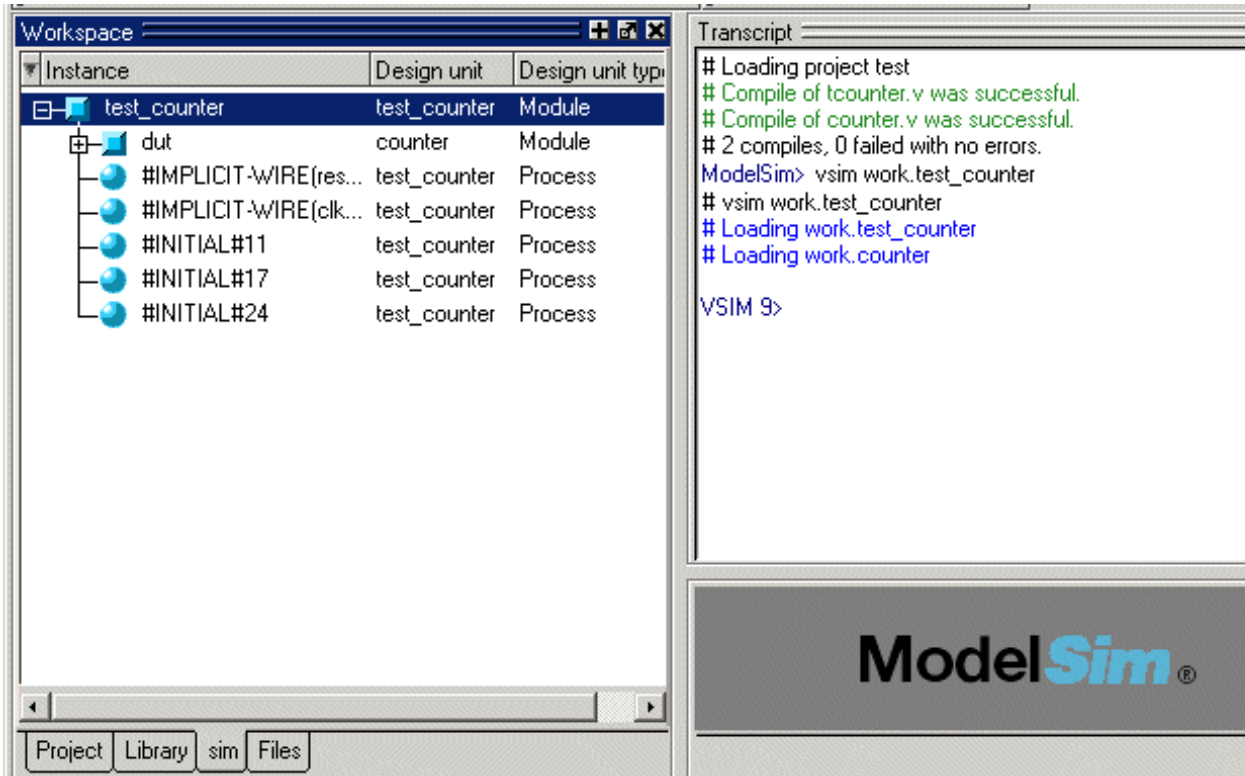 Workspace
Instance Design unit Design unit type
test_counter test_counter Module
dut counter Module
#IMPLICIT-WIRE(res... test_counter Process
#IMPLICIT-WIRE(clk... test_counter Process
#INITIAL#11 test_counter Process
#INITIAL#17 test_counter Process
#INITIAL#24 test_counter Process
Project Library sim Files
Transcript
# Loading project test
# Compile of tcounter.v was successful.
# Compile of counter.v was successful.
# 2 compiles, 0 failed with no errors.
ModelSim> vsim work.test_counter
# vsim work.test_counter
# Loading work.test_counter
# Loading work.counter
VSIM 9>
ModelSim ®